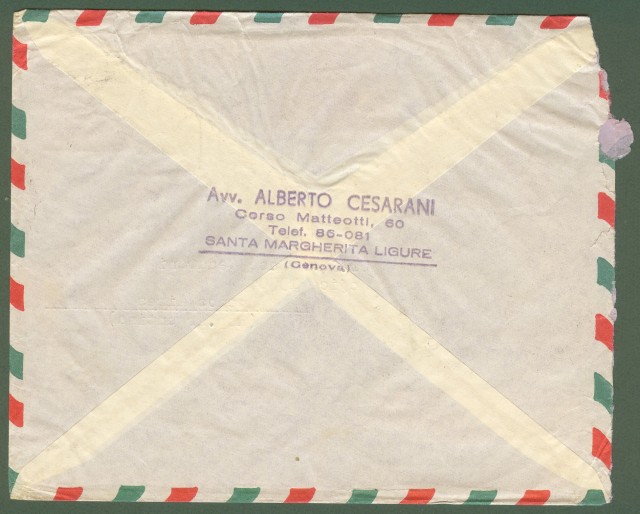 Avv. ALBERTO CESARANI
Corso Matteotti, 60
Telef. 86-081
SANTA MARGHERITA LIGURE
(Genova)